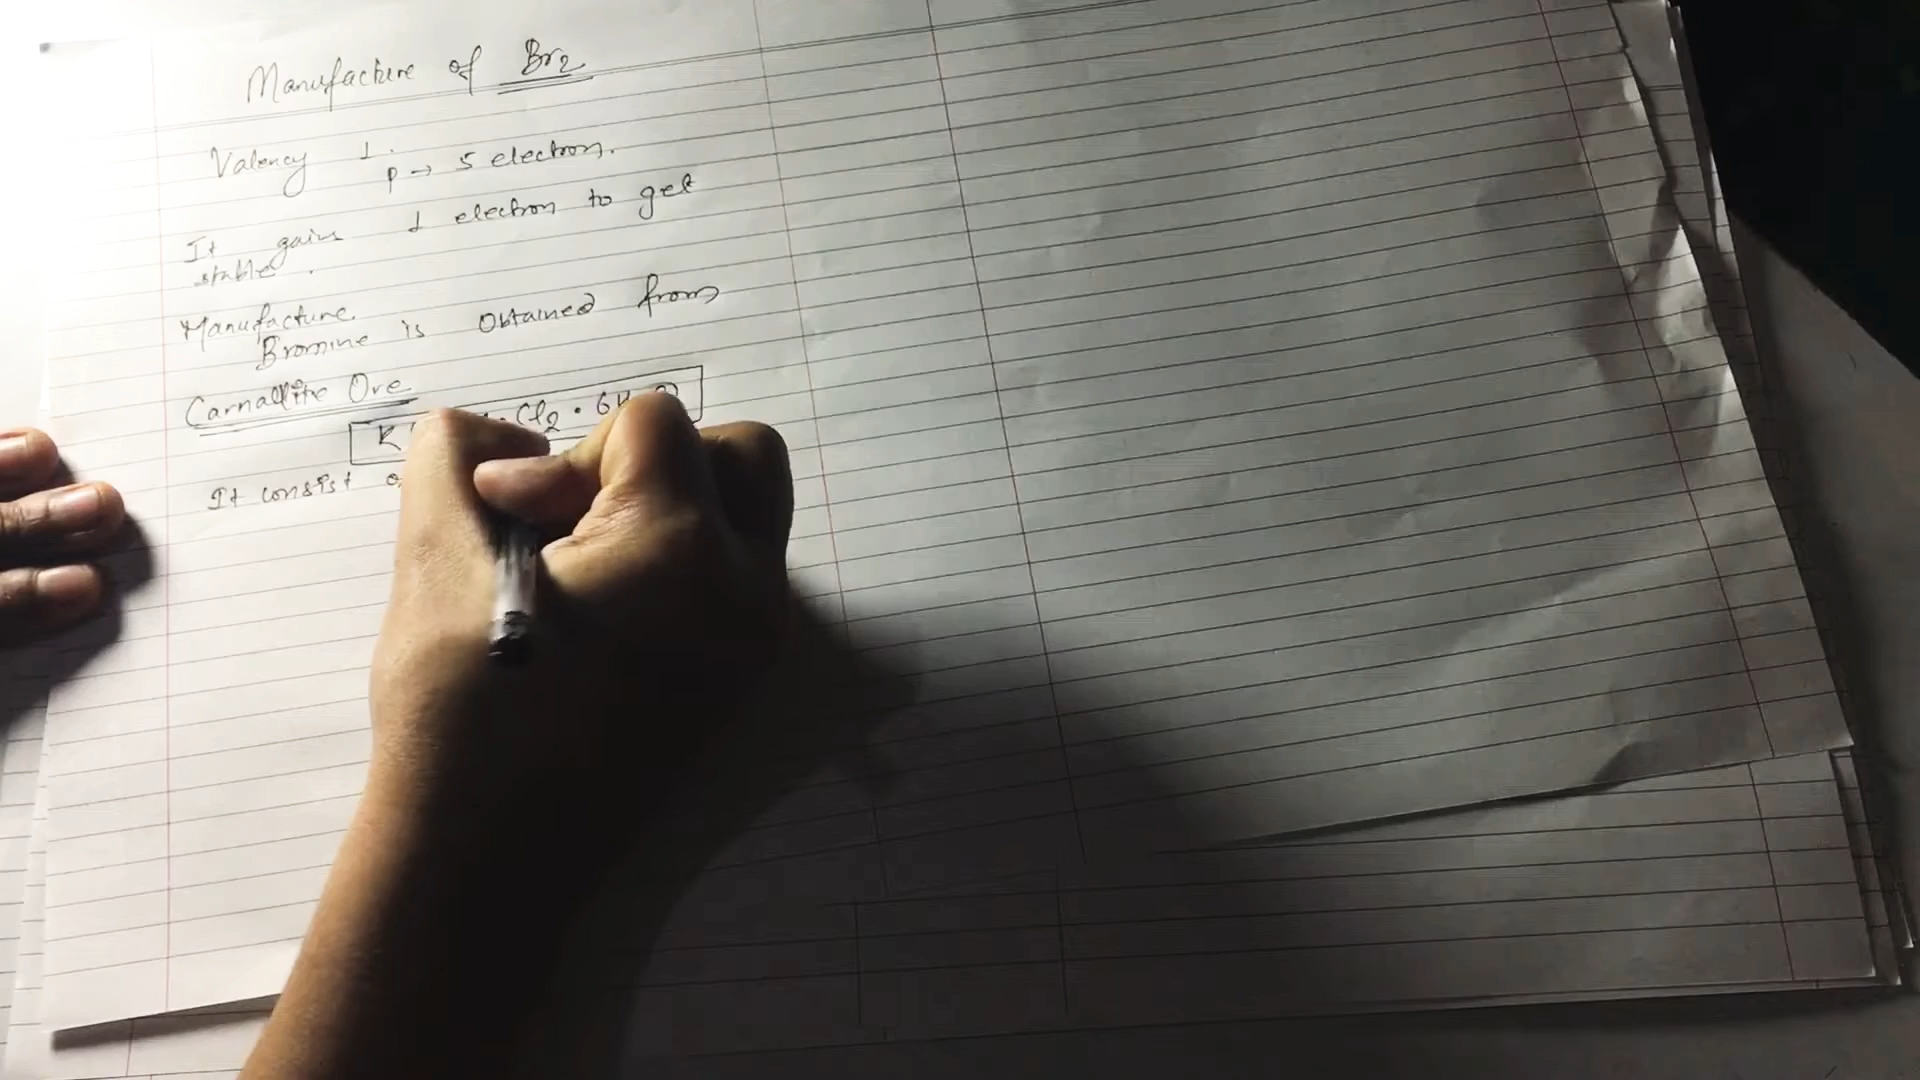 Manufacture of Br2
Valency 1.
p → 5 electron.
It gains 1 electron to get
stable.
Manufacture.
Bromine is Obtained from
Carnallite Ore
K Cl2 · 6H
It consist